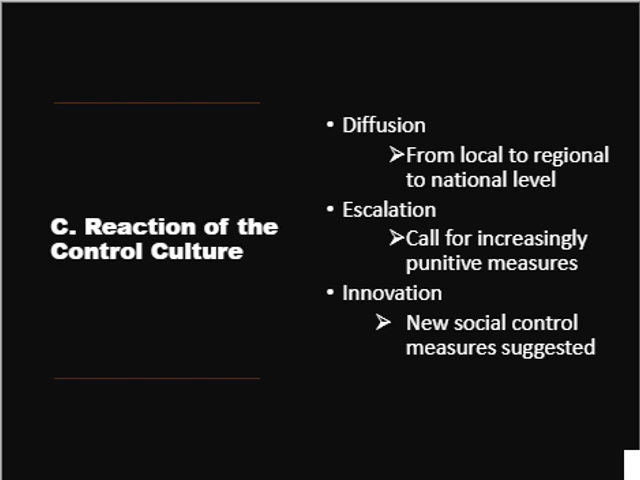 C. Reaction of the
Control Culture
• Diffusion
➢From local to regional
to national level
• Escalation
➢Call for increasingly
punitive measures
• Innovation
➢ New social control
measures suggested